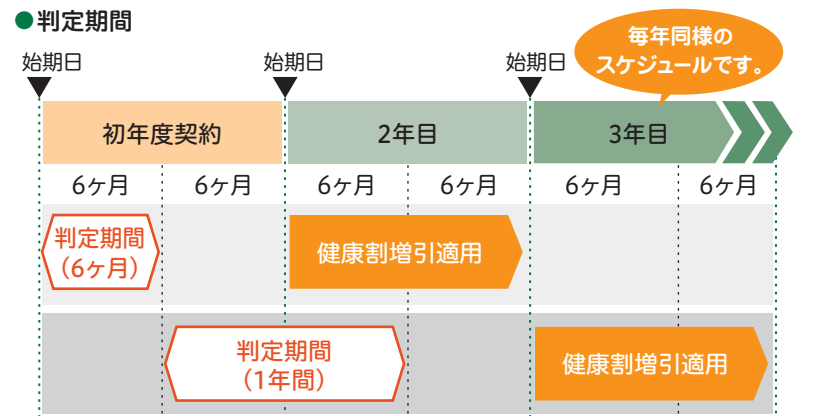 ●判定期間
毎年同様の
スケジュールです。
始期日
始期日
始期日
初年度契約
2年目
3年目
6ヶ月
6ヶ月
6ヶ月
6ヶ月
6ヶ月
6ヶ月
判定期間
（6ヶ月）
健康割増引適用
判定期間
（1年間）
健康割増引適用